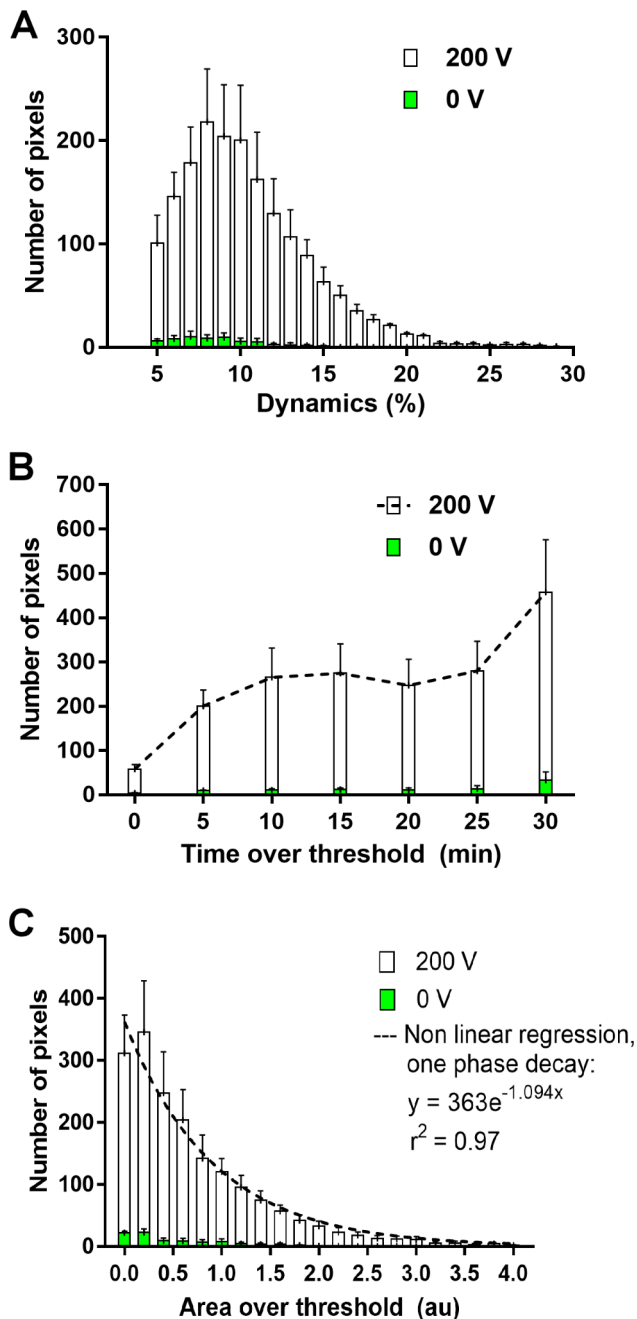 A
300
200
100
0
Number of pixels
200 V
0 V
5 10 15 20 25 30
Dynamics (%)
B
700
600
500
400
300
200
100
0
Number of pixels
200 V
0 V
0 5 10 15 20 25 30
Time over threshold (min)
C
500
400
300
200
100
0
Number of pixels
200 V
0 V
Non linear regression,
one phase decay:
y = 363e^-1.094x
r² = 0.97
0.0 0.5 1.0 1.5 2.0 2.5 3.0 3.5 4.0
Area over threshold (au)